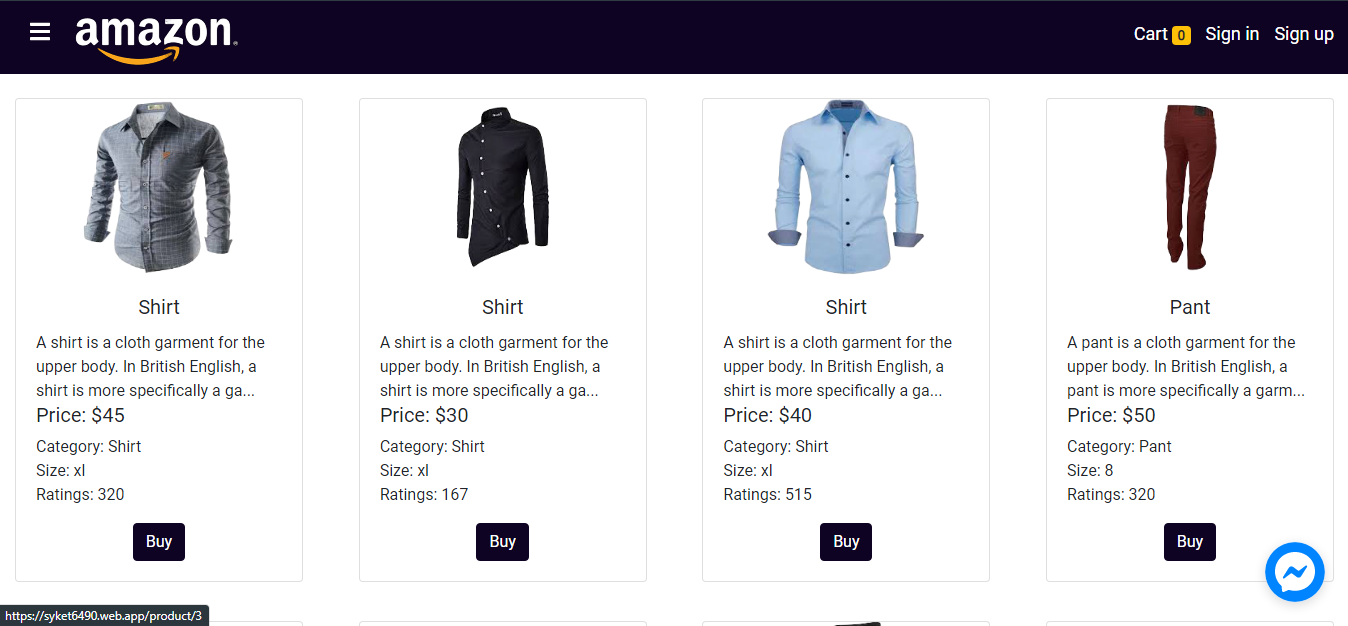 amazon
Cart 0 Sign in Sign up
Shirt
A shirt is a cloth garment for the
upper body. In British English, a
shirt is more specifically a ga...
Price: $45
Category: Shirt
Size: xl
Ratings: 320
Buy
Shirt
A shirt is a cloth garment for the
upper body. In British English, a
shirt is more specifically a ga...
Price: $30
Category: Shirt
Size: xl
Ratings: 167
Buy
Shirt
A shirt is a cloth garment for the
upper body. In British English, a
shirt is more specifically a ga...
Price: $40
Category: Shirt
Size: xl
Ratings: 515
Buy
Pant
A pant is a cloth garment for the
upper body. In British English, a
pant is more specifically a garm...
Price: $50
Category: Pant
Size: 8
Ratings: 320
Buy
https://syket6490.web.app/product/3